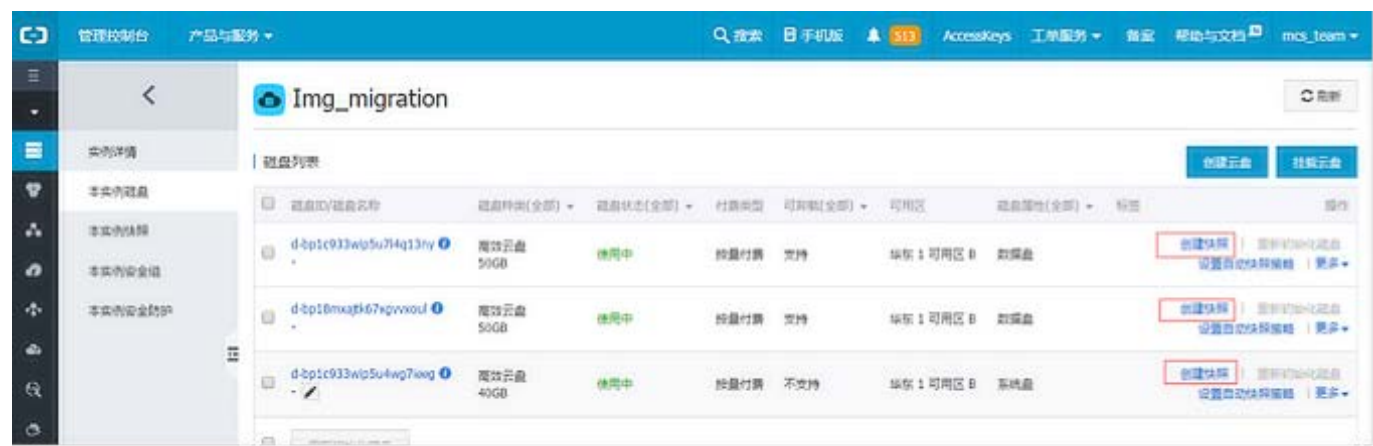 管理控制台 产品与服务 搜索 手机版 513 AccessKeys 工单服务 备案 帮助与文档 mcs_team
Img_migration 刷新
实例详情
本实例磁盘
本实例快照
本实例安全组
本实例安全防护
磁盘列表 创建云盘 挂载云盘
磁盘ID/磁盘名称 磁盘种类(全部) 磁盘状态(全部) 付费类型 可卸载(全部) 可用区 磁盘属性(全部) 标签 操作
高效云盘 50GB 使用中 按量付费 支持 华东 1 可用区 B 数据盘 创建快照 | 重新初始化磁盘
设置自动快照策略 | 更多
高效云盘 50GB 使用中 按量付费 支持 华东 1 可用区 B 数据盘 创建快照 | 重新初始化磁盘
设置自动快照策略 | 更多
高效云盘 40GB 使用中 按量付费 不支持 华东 1 可用区 B 系统盘 创建快照 | 重新初始化磁盘
设置自动快照策略 | 更多